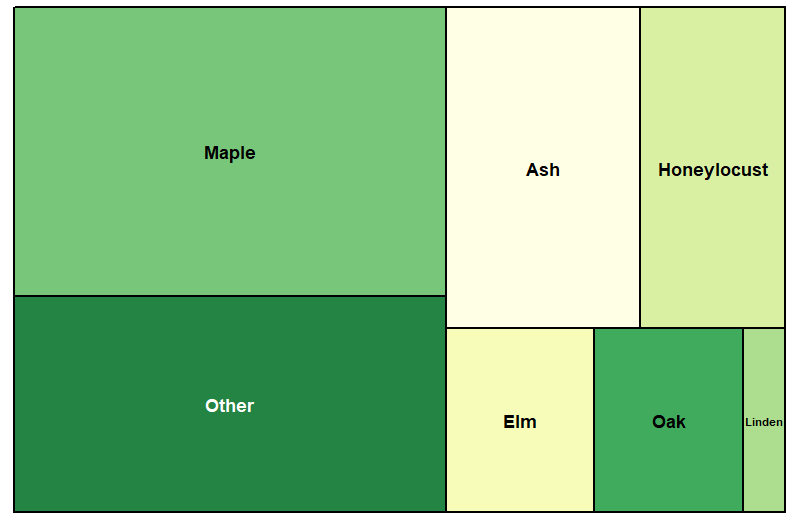 Maple
Ash
Honeylocust
Other
Elm
Oak
Linden